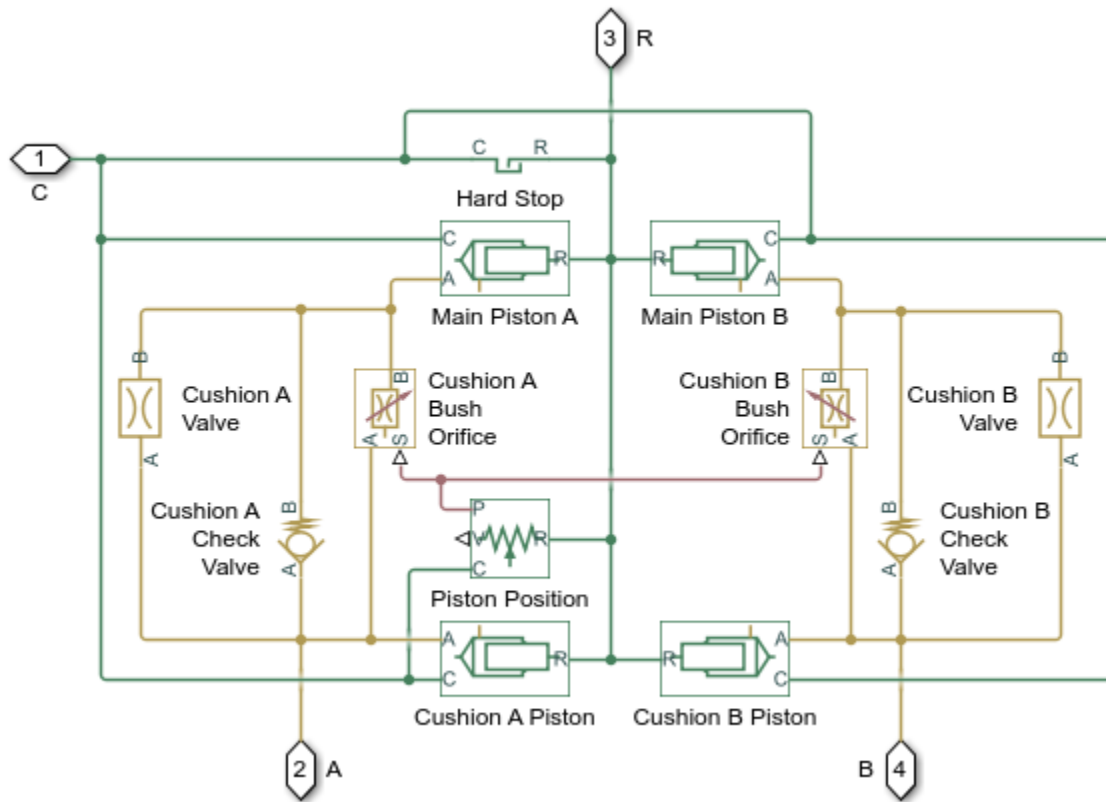 3 R
1
C
C R
Hard Stop
C
R
A
Main Piston A
C
R
A
Main Piston B
B
Cushion A
Valve
A
B
A S
Cushion A
Bush
Orifice
B
S A
Cushion B
Bush
Orifice
B
Cushion B
Valve
A
Cushion A
Check
Valve
B
A
P
V R
C
Piston Position
B
A
Cushion B
Check
Valve
A
R
C
Cushion A Piston
A
R
C
Cushion B Piston
2 A
B 4